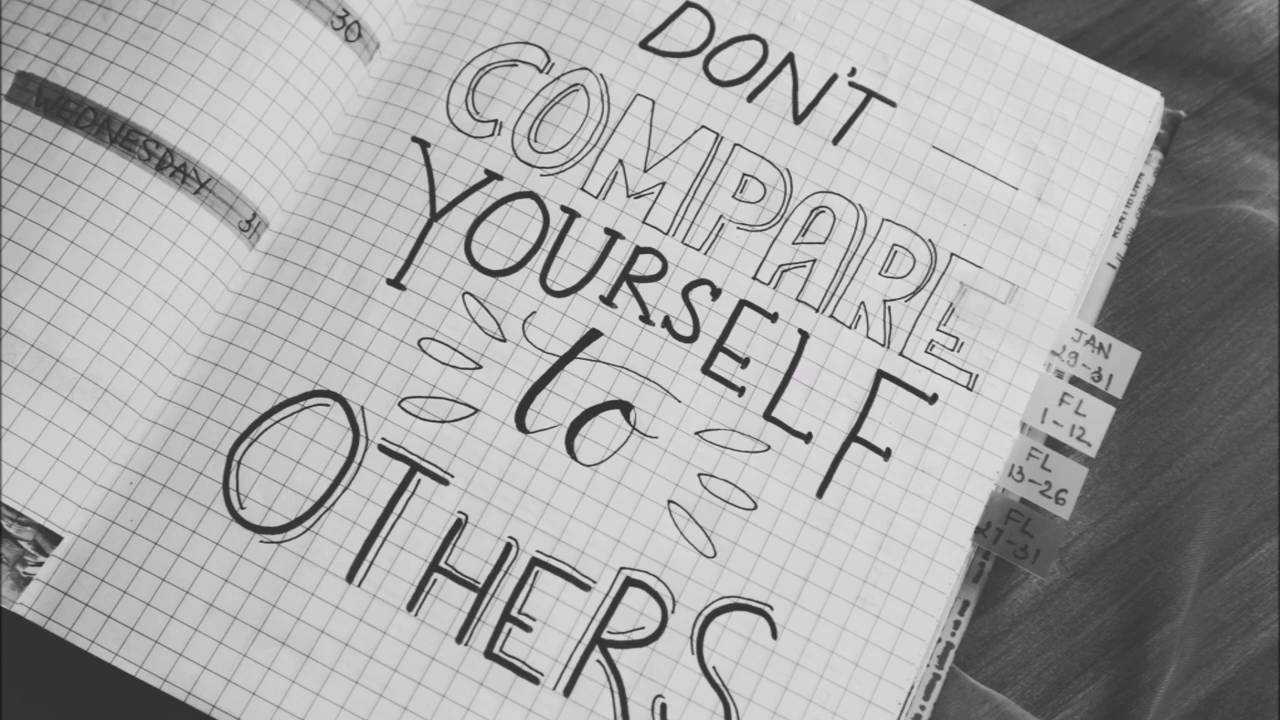 30
WEDNESDAY
31
DON'T
COMPARE
YOURSELF
to
OTHERS
JAN
29-31
FL
1-12
FL
13-26
FL
27-31